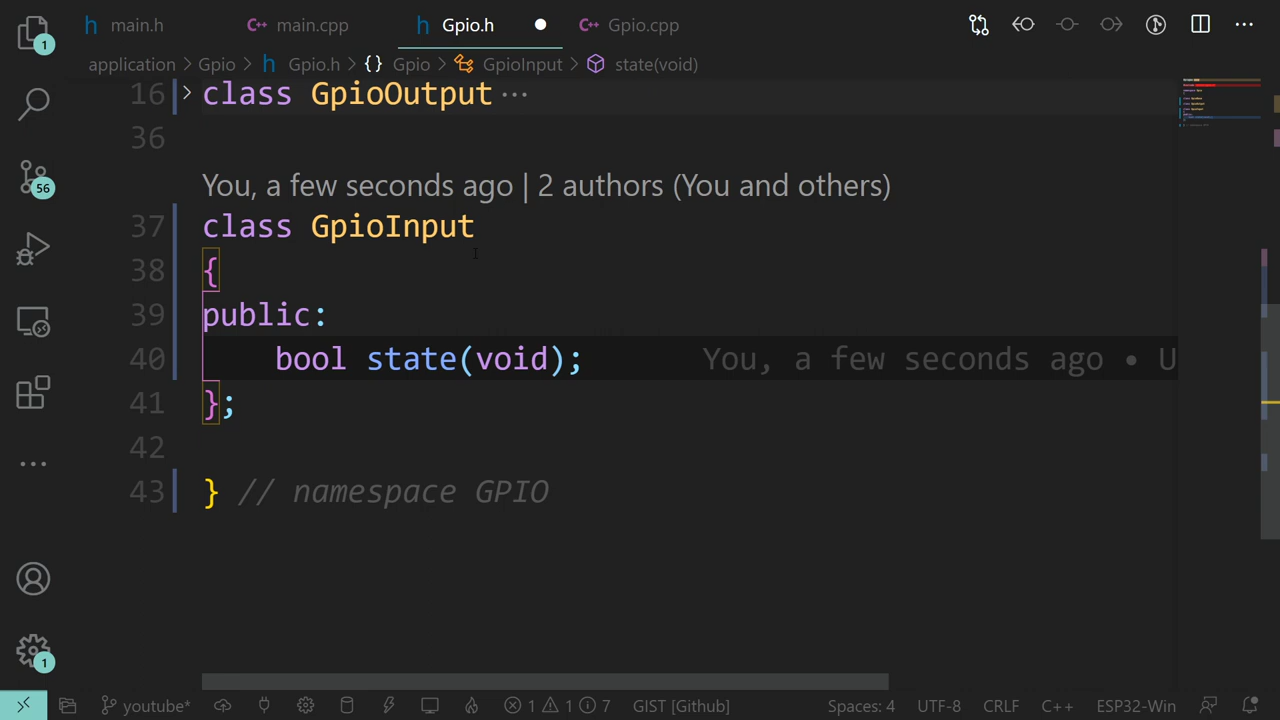 main.h main.cpp Gpio.h Gpio.cpp
application > Gpio > Gpio.h > {} Gpio > GpioInput > state(void)
16 class GpioOutput ···
36
You, a few seconds ago | 2 authors (You and others)
37 class GpioInput
38 {
39 public:
40 bool state(void); You, a few seconds ago • U
41 };
42
43 } // namespace GPIO
1
56
1
youtube* 1 1 7 GIST [Github] Spaces: 4 UTF-8 CRLF C++ ESP32-Win